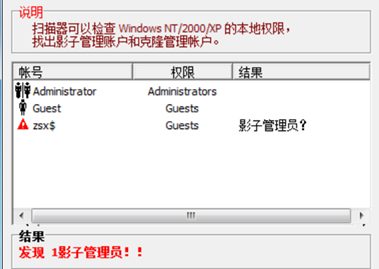 说明
扫描器可以检查 Windows NT/2000/XP 的本地权限，
找出影子管理账户和克隆管理帐户。
帐号 权限 结果
Administrator Administrators
Guest Guests
zsx$ Guests 影子管理员？
结果
发现 1影子管理员！！